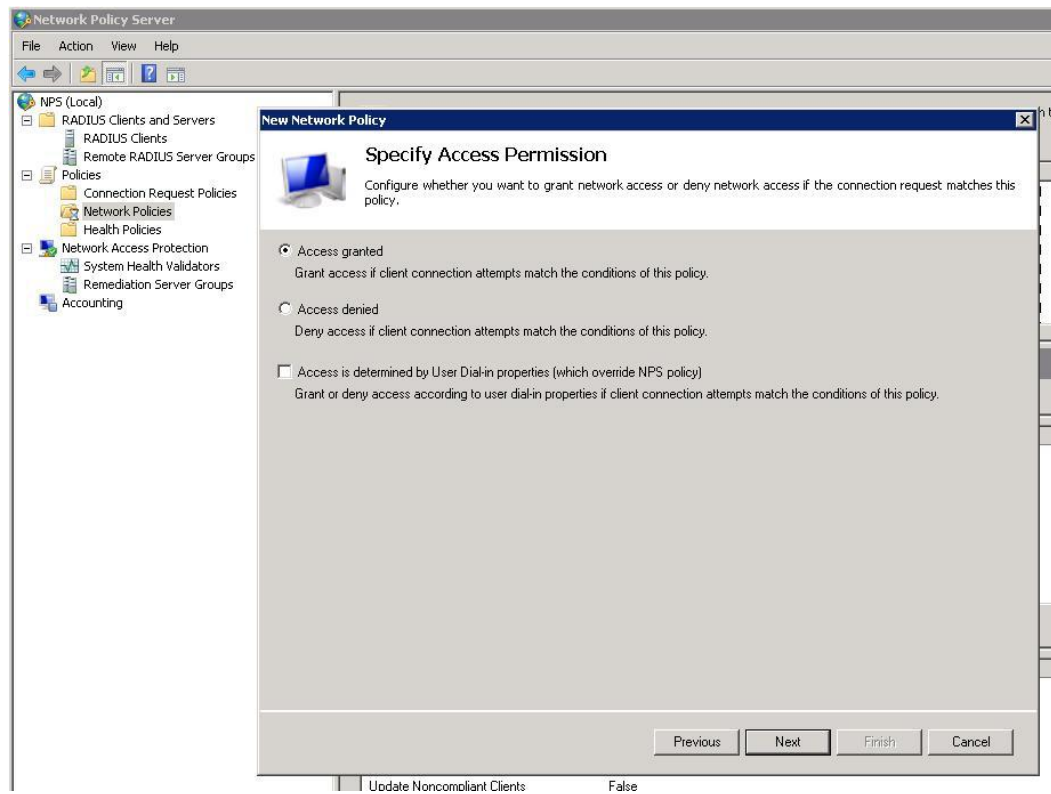 Network Policy Server
File Action View Help
NPS (Local)
RADIUS Clients and Servers
RADIUS Clients
Remote RADIUS Server Groups
Policies
Connection Request Policies
Network Policies
Health Policies
Network Access Protection
System Health Validators
Remediation Server Groups
Accounting
New Network Policy
Specify Access Permission
Configure whether you want to grant network access or deny network access if the connection request matches this
policy.
Access granted
Grant access if client connection attempts match the conditions of this policy.
Access denied
Deny access if client connection attempts match the conditions of this policy.
Access is determined by User Dial-in properties (which override NPS policy)
Grant or deny access according to user dial-in properties if client connection attempts match the conditions of this policy.
Previous Next Finish Cancel
Update Noncompliant Clients False